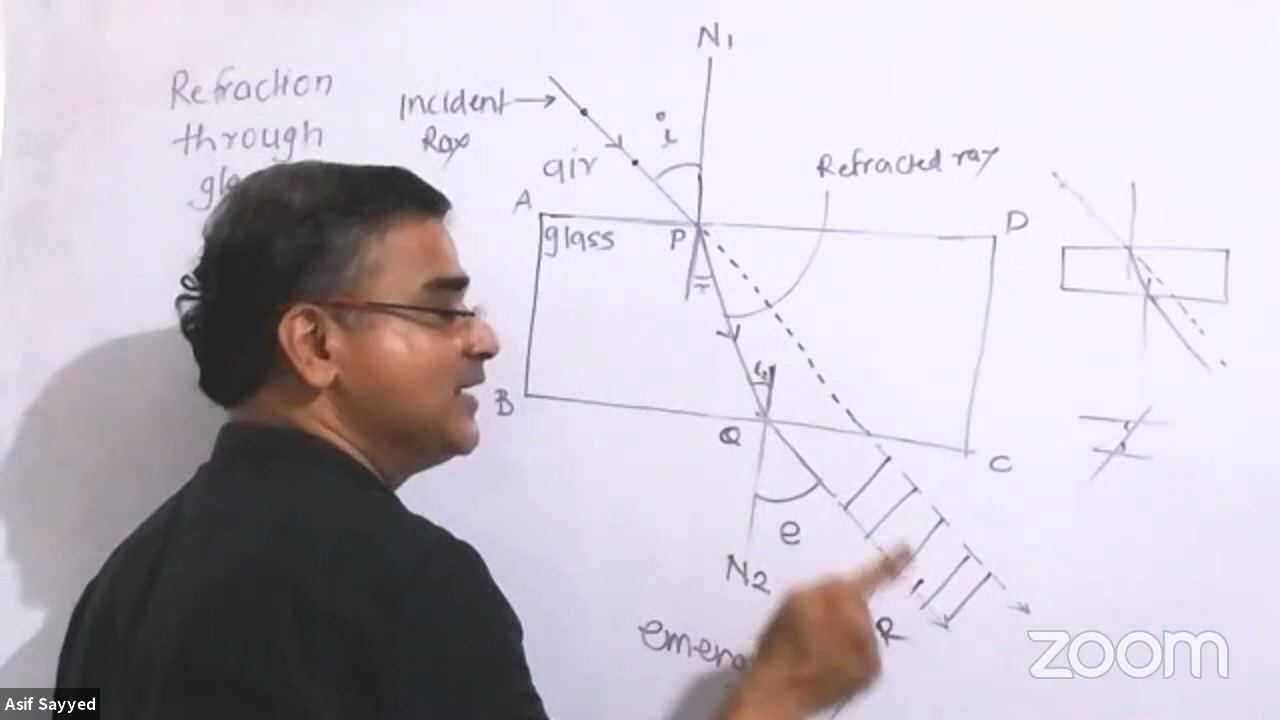 N1
Refraction
through
Incident
Ray
i
air
Refracted ray
A
D
glass
P
r
B
Q
C
e
N2
R
zoom
Asif Sayyed